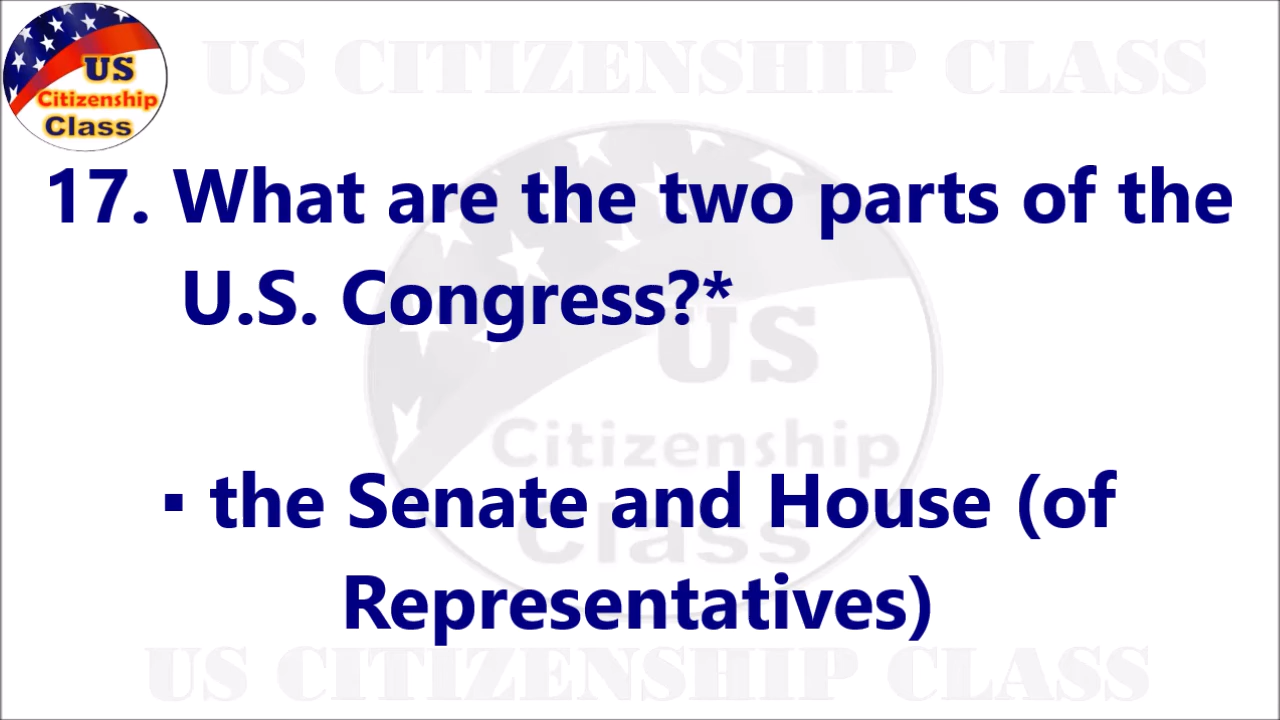 US CITIZENSHIP CLASS
US
Citizenship
Class
17. What are the two parts of the
U.S. Congress?*
US
Citizenship
Class
▪ the Senate and House (of
Representatives)
US CITIZENSHIP CLASS